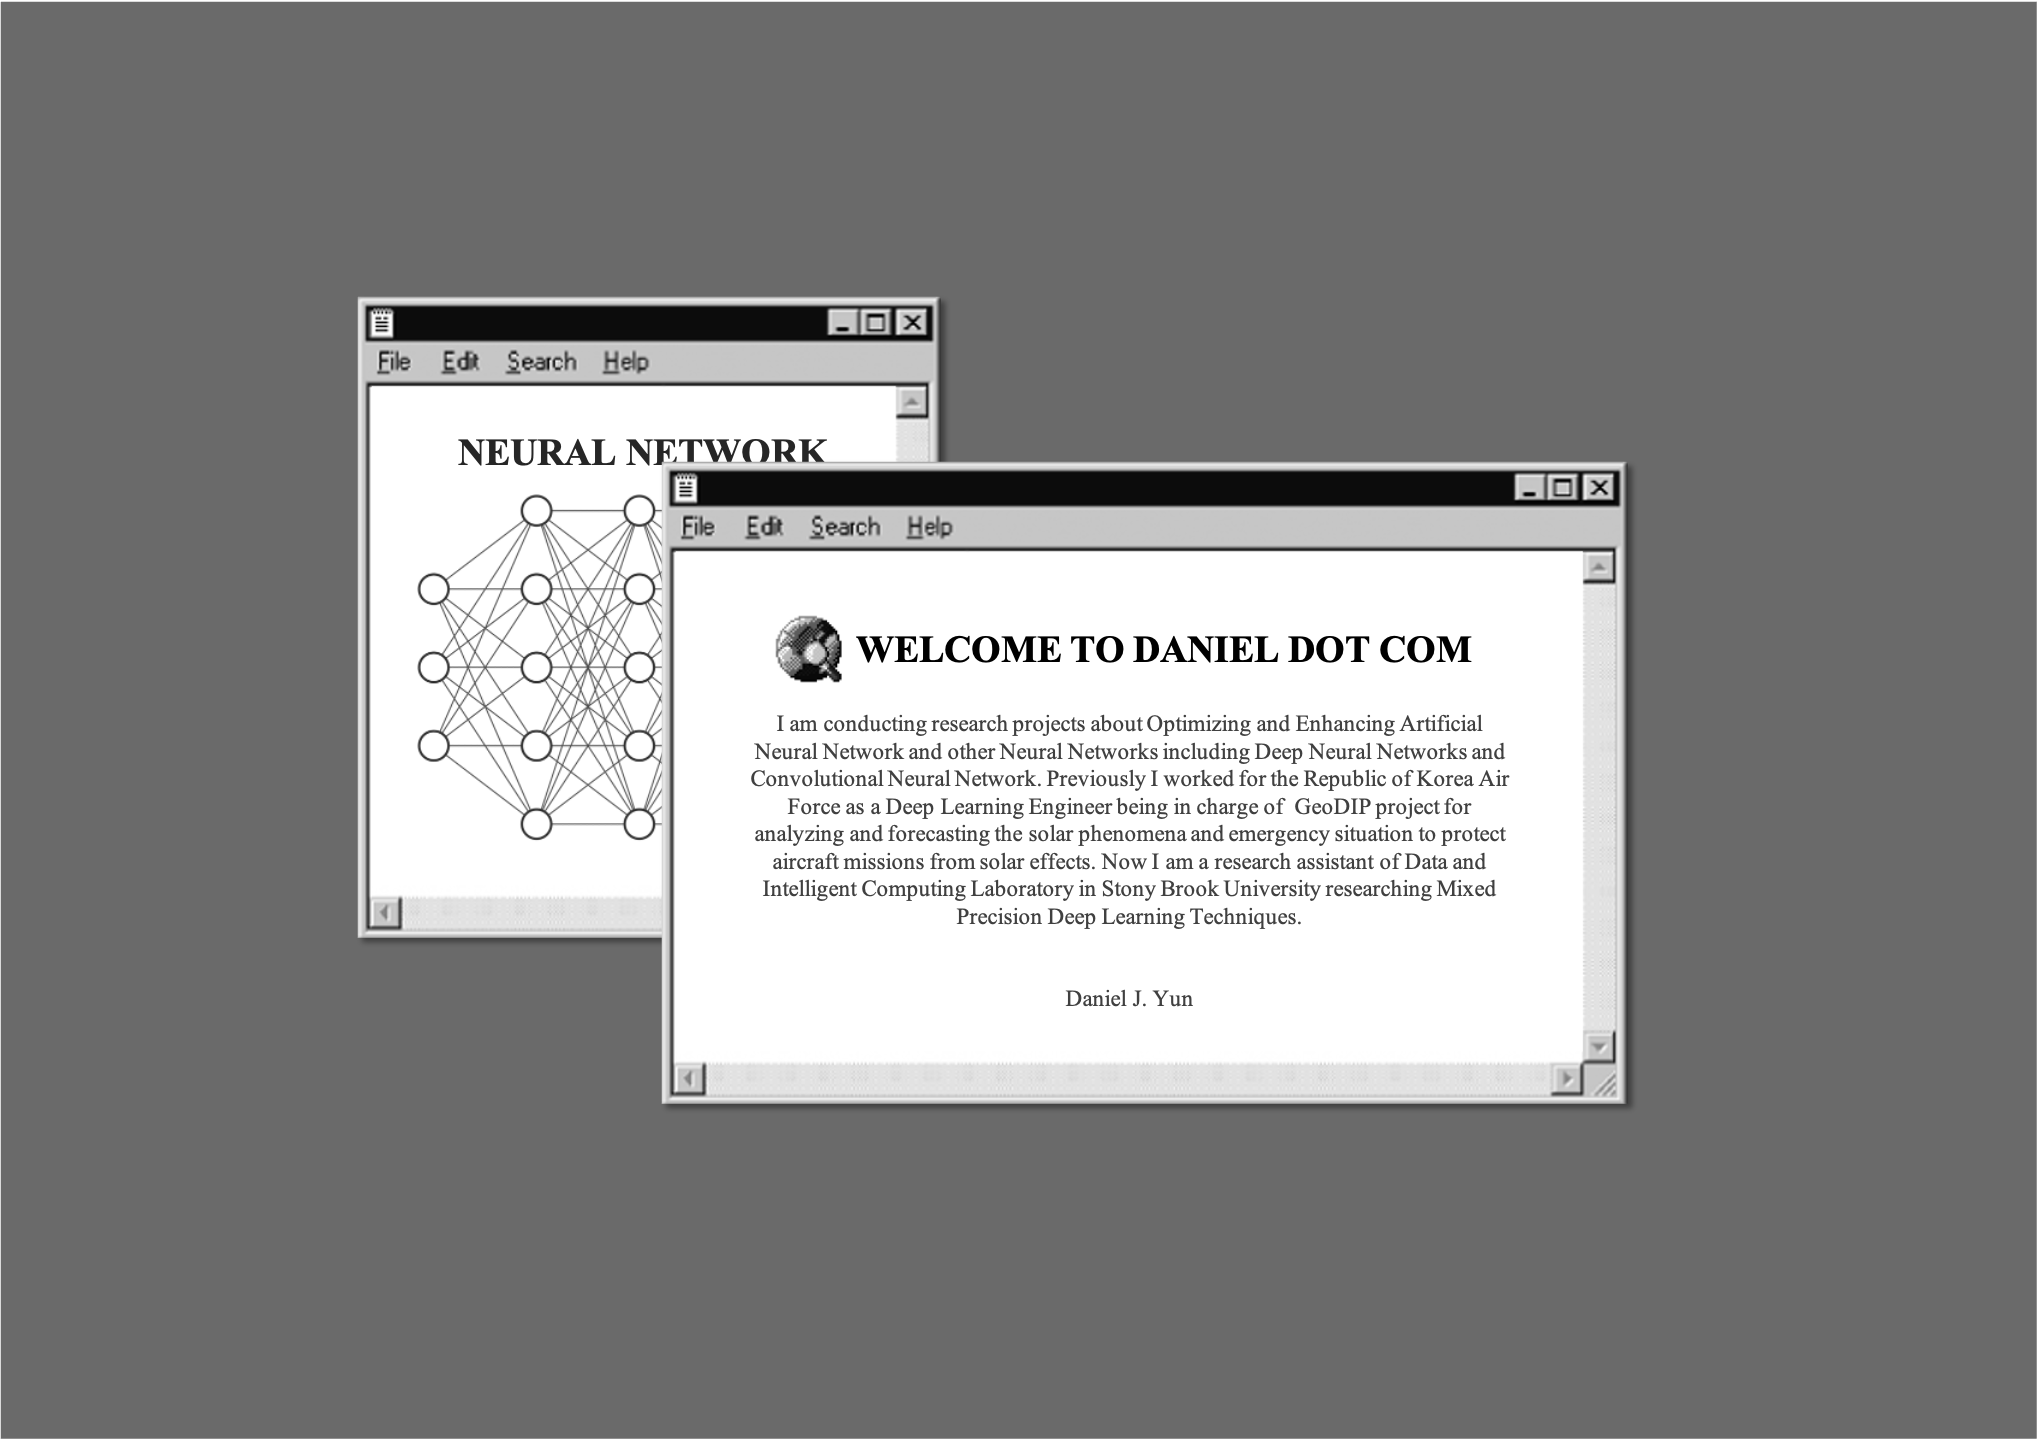 File Edit Search Help
NEURAL NETWORK
File Edit Search Help
WELCOME TO DANIEL DOT COM
I am conducting research projects about Optimizing and Enhancing Artificial
Neural Network and other Neural Networks including Deep Neural Networks and
Convolutional Neural Network. Previously I worked for the Republic of Korea Air
Force as a Deep Learning Engineer being in charge of  GeoDIP project for
analyzing and forecasting the solar phenomena and emergency situation to protect
aircraft missions from solar effects. Now I am a research assistant of Data and
Intelligent Computing Laboratory in Stony Brook University researching Mixed
Precision Deep Learning Techniques.
Daniel J. Yun